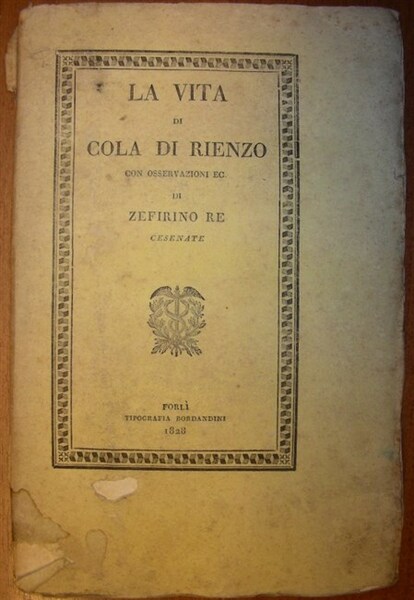 LA VITA
DI
COLA DI RIENZO
CON OSSERVAZIONI EC.
DI
ZEFIRINO RE
CESENATE
FORLÌ
TIPOGRAFIA BORDANDINI
1828